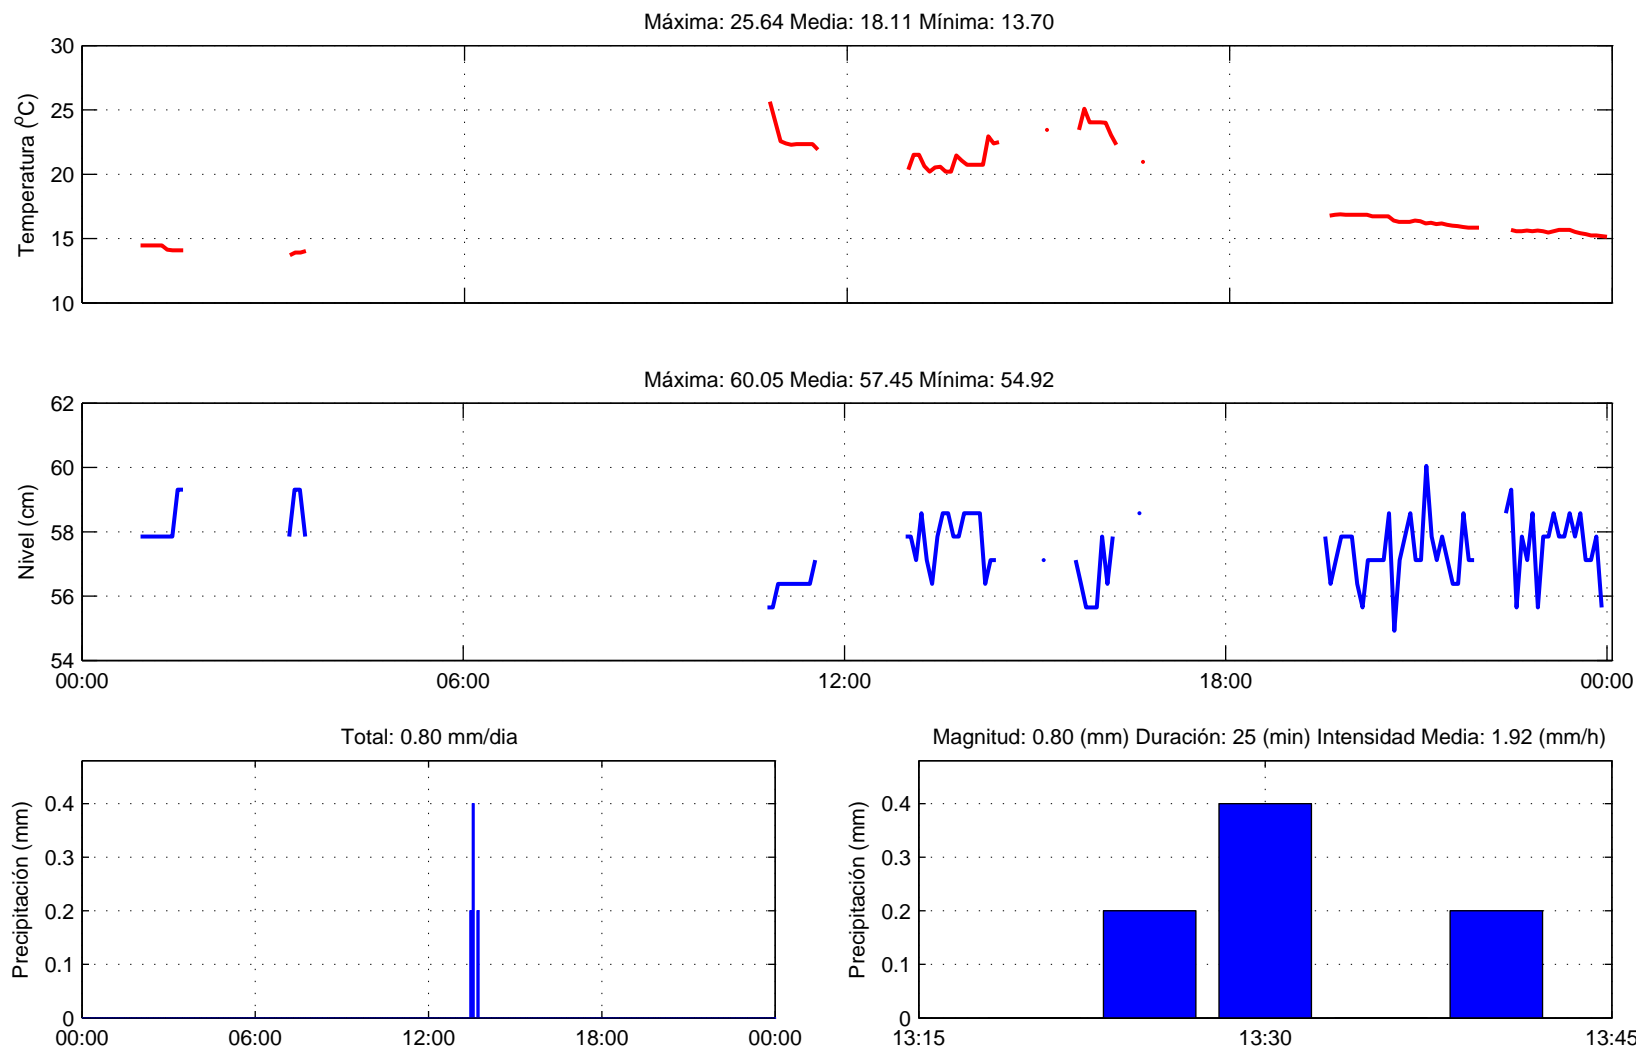 Máxima: 25.64 Media: 18.11 Mínima: 13.70
30
25
20
15
10
Temperatura (ºC)
Máxima: 60.05 Media: 57.45 Mínima: 54.92
62
60
58
56
54
Nivel (cm)
00:00 06:00 12:00 18:00 00:00
Total: 0.80 mm/dia
0.4
0.3
0.2
0.1
0
Precipitación (mm)
00:00 06:00 12:00 18:00 00:00
Magnitud: 0.80 (mm) Duración: 25 (min) Intensidad Media: 1.92 (mm/h)
0.4
0.3
0.2
0.1
0
Precipitación (mm)
13:15 13:30 13:45